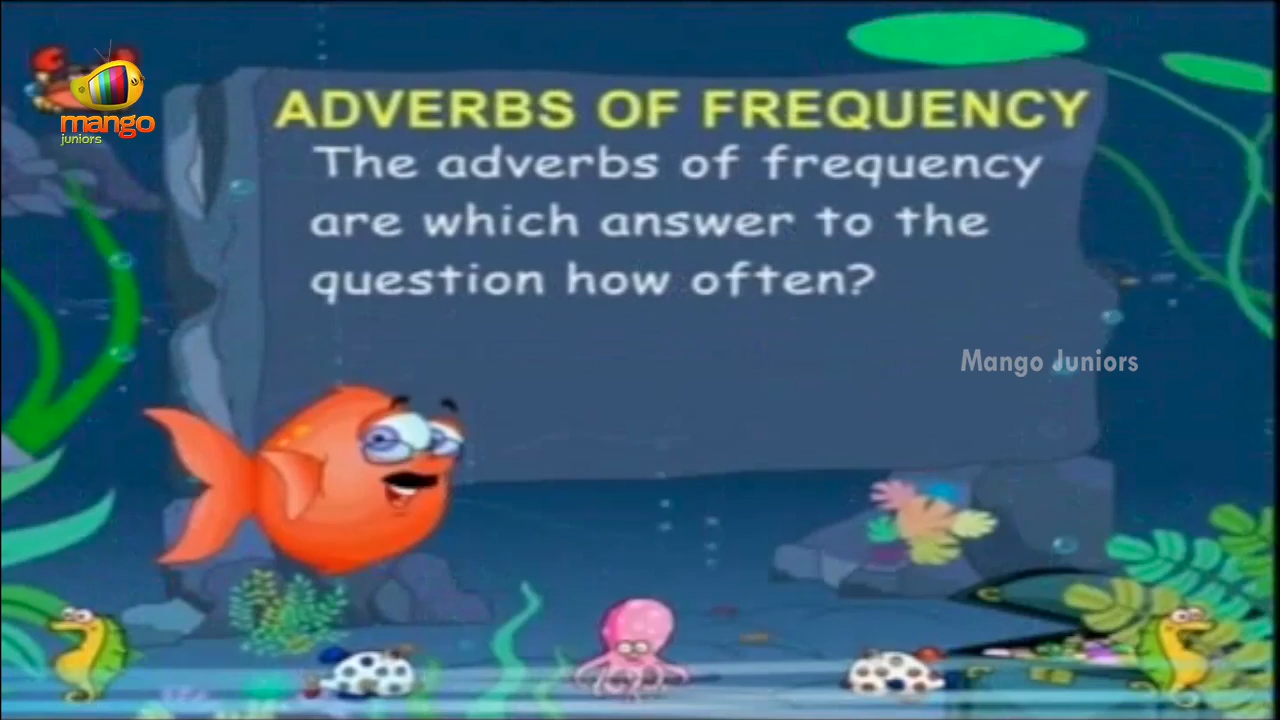 mango
juniors
ADVERBS OF FREQUENCY
The adverbs of frequency
are which answer to the
question how often?
Mango Juniors